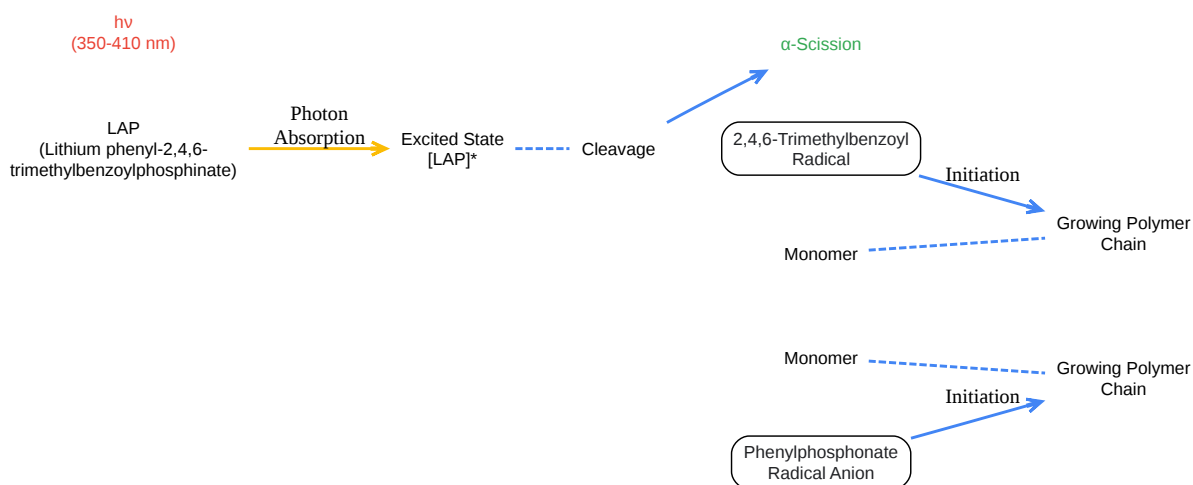 hν
(350-410 nm)
α-Scission
Photon
Absorption
LAP
(Lithium phenyl-2,4,6-
trimethylbenzoylphosphinate)
Excited State
[LAP]*
Cleavage
2,4,6-Trimethylbenzoyl
Radical
Initiation
Growing Polymer
Chain
Monomer
Monomer
Growing Polymer
Chain
Initiation
Phenylphosphonate
Radical Anion